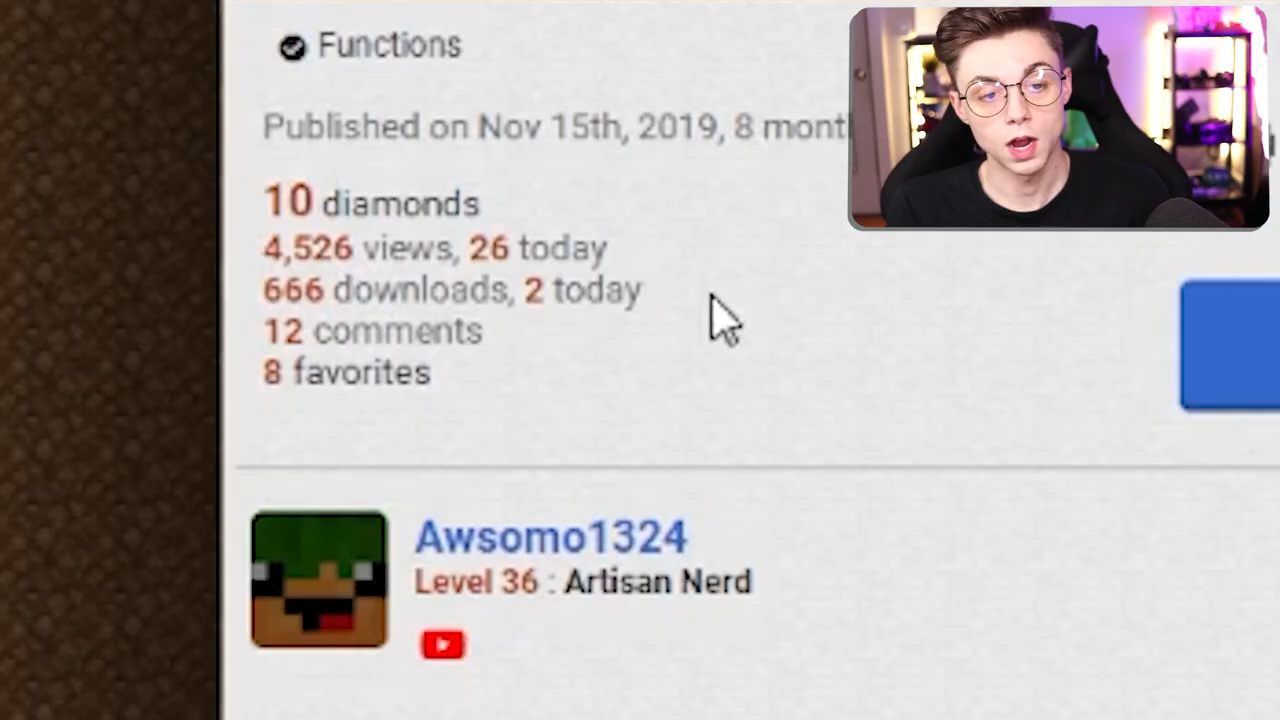 Functions
Published on Nov 15th, 2019, 8 mont
10 diamonds
4,526 views, 26 today
666 downloads, 2 today
12 comments
8 favorites
Awsomo1324
Level 36 : Artisan Nerd